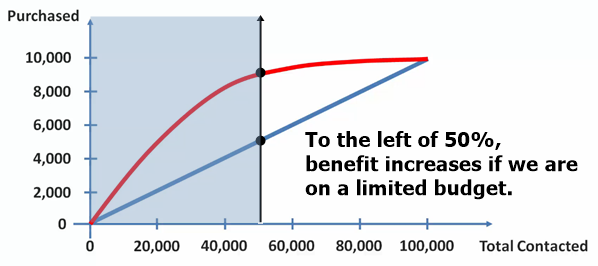 Purchased
10,000
8,000
6,000
4,000
2,000
0
To the left of 50%,
benefit increases if we are
on a limited budget.
0 20,000 40,000 60,000 80,000 100,000 Total Contacted